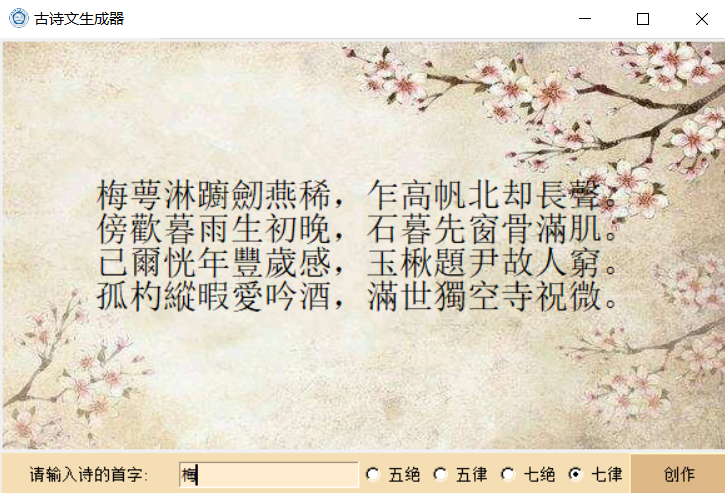 古诗文生成器
梅萼淋躪劒燕稀，乍高帆北却長聲。
傍歡暮雨生初晚，石暮先窗骨滿肌。
已爾恍年豐歲感，玉楸題尹故人窮。
孤杓縱暇愛吟酒，滿世獨空寺祝微。
请输入诗的首字: 梅 五绝 五律 七绝 七律 创作